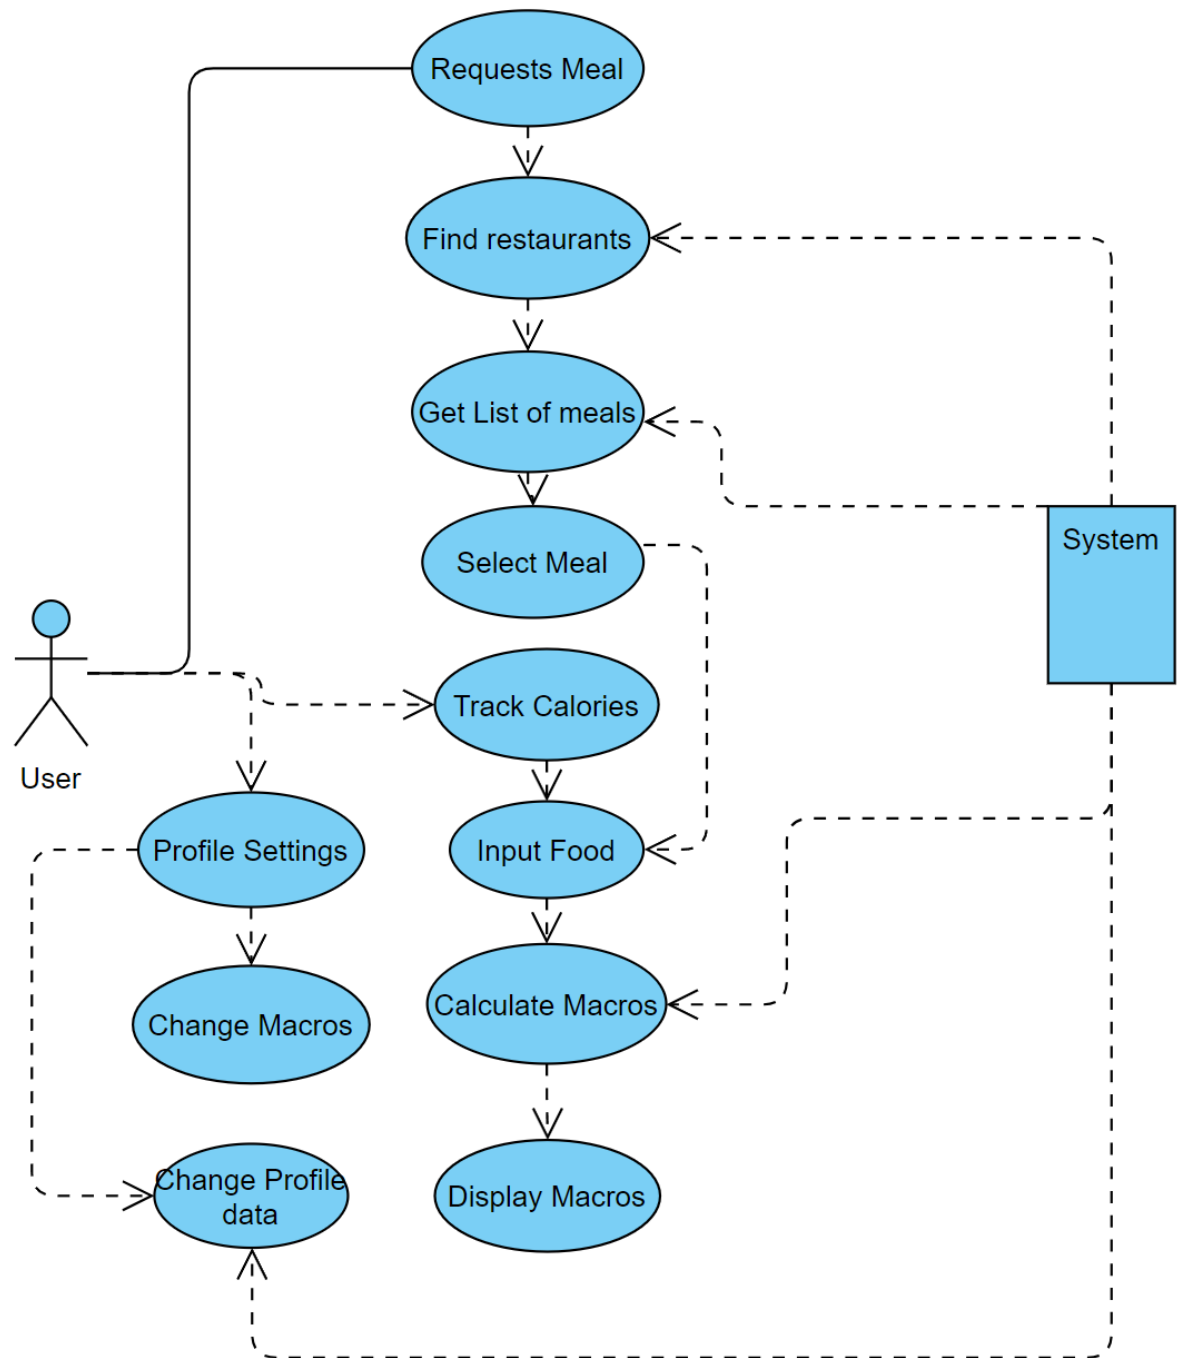 Requests Meal
Find restaurants
Get List of meals
System
Select Meal
Track Calories
User
Profile Settings
Input Food
Calculate Macros
Change Macros
Change Profile
data
Display Macros